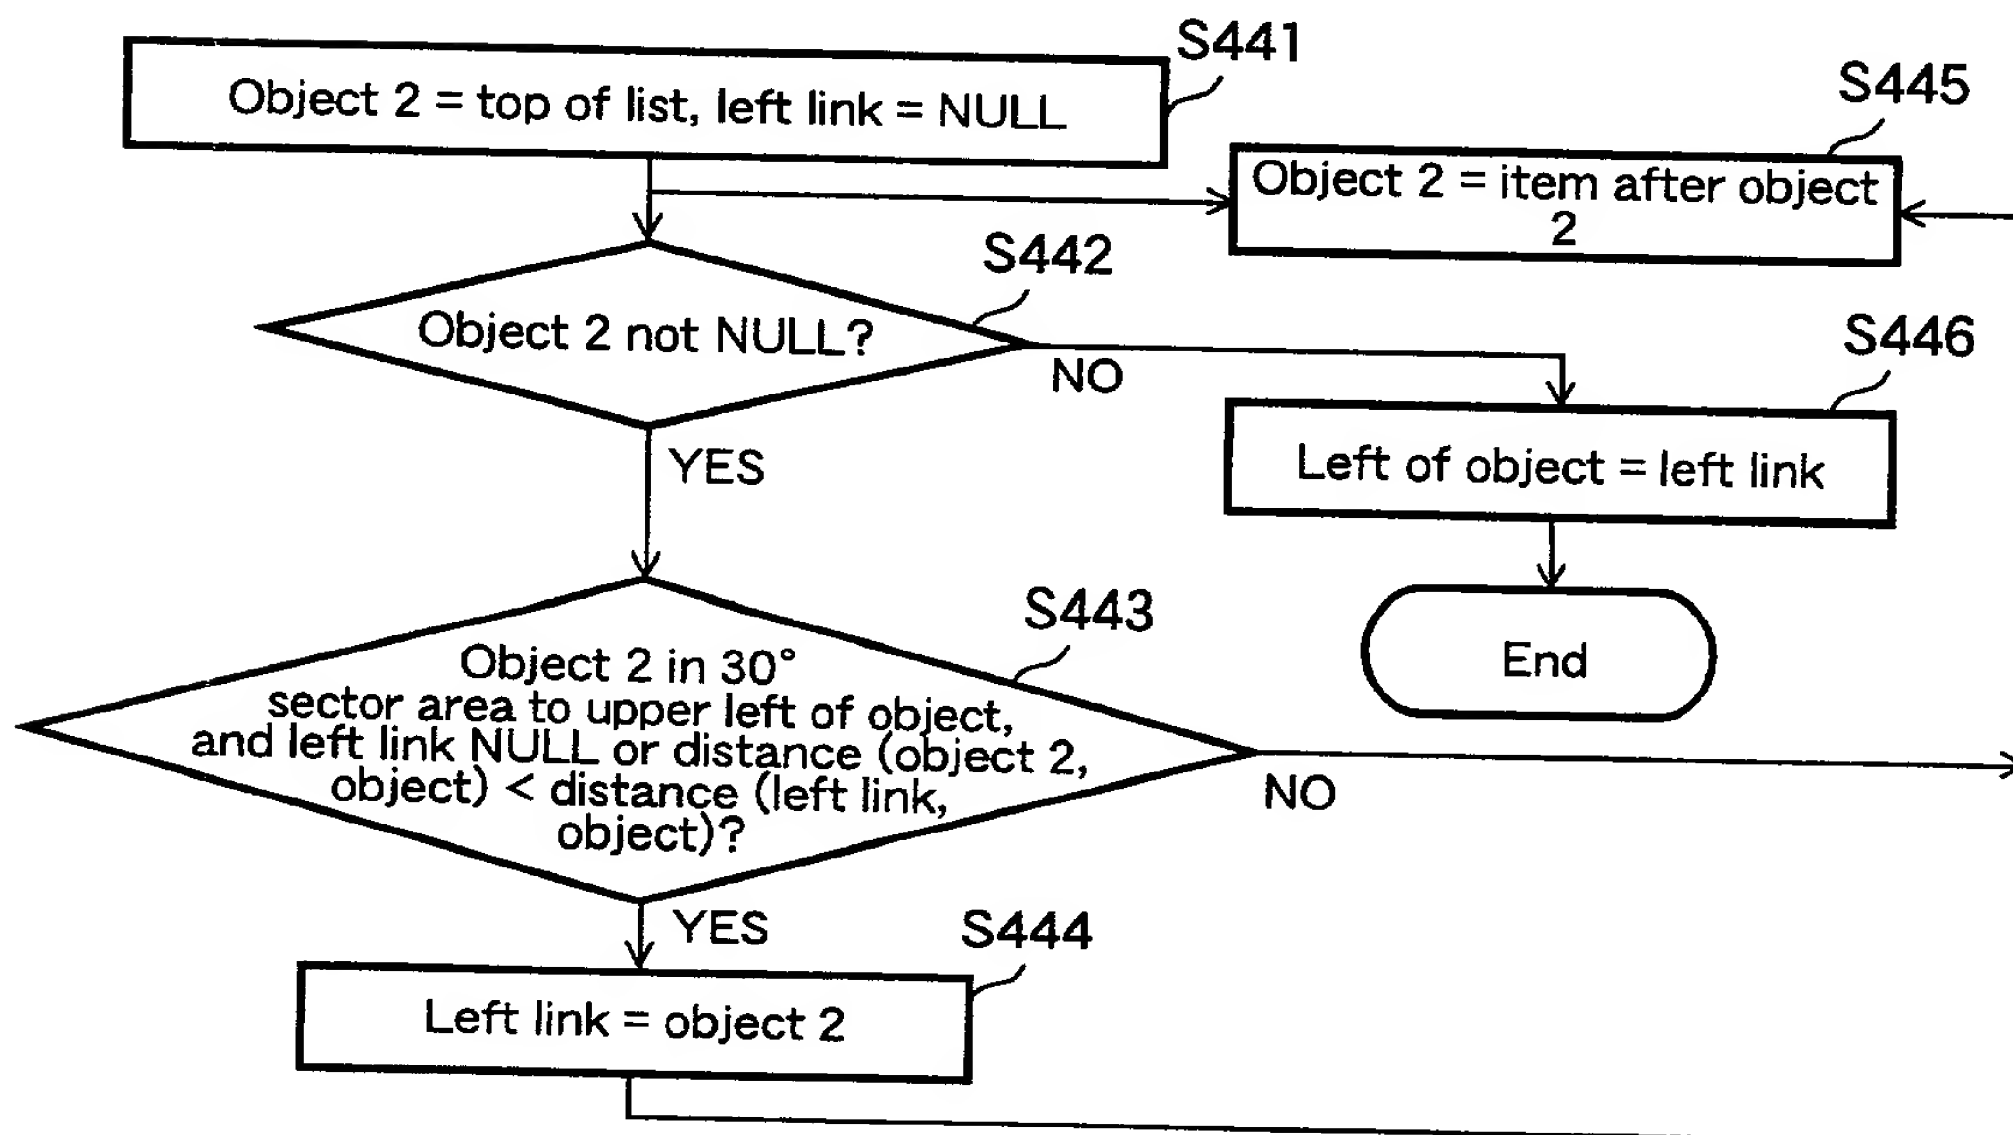 S441
Object 2 = top of list, left link = NULL
S445
Object 2 = item after object
2
S442
Object 2 not NULL?
NO
YES
S446
Left of object = left link
End
S443
Object 2 in 30°
sector area to upper left of object,
and left link NULL or distance (object 2,
object) < distance (left link,
object)?
NO
YES
S444
Left link = object 2